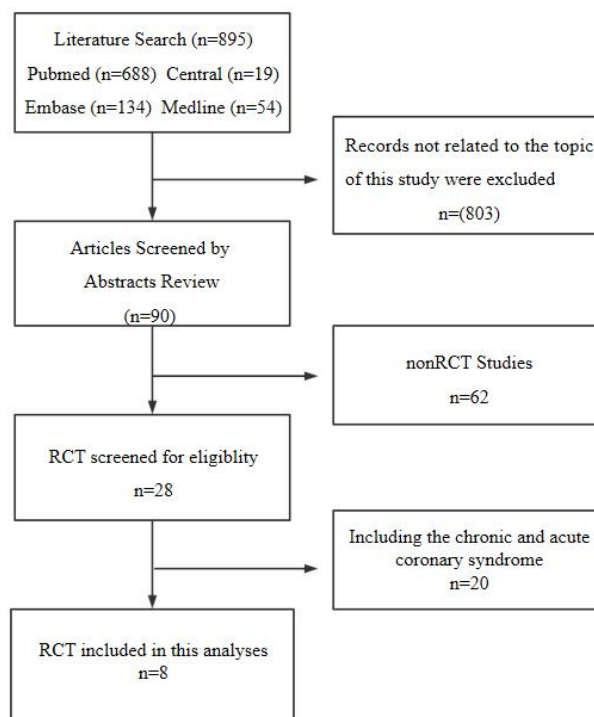 Literature Search (n=895)
Pubmed (n=688) Central (n=19)
Embase (n=134) Medline (n=54)
Records not related to the topic
of this study were excluded
n=(803)
Articles Screened by
Abstracts Review
(n=90)
nonRCT Studies
n=62
RCT screened for eligiblity
n=28
Including the chronic and acute
coronary syndrome
n=20
RCT included in this analyses
n=8